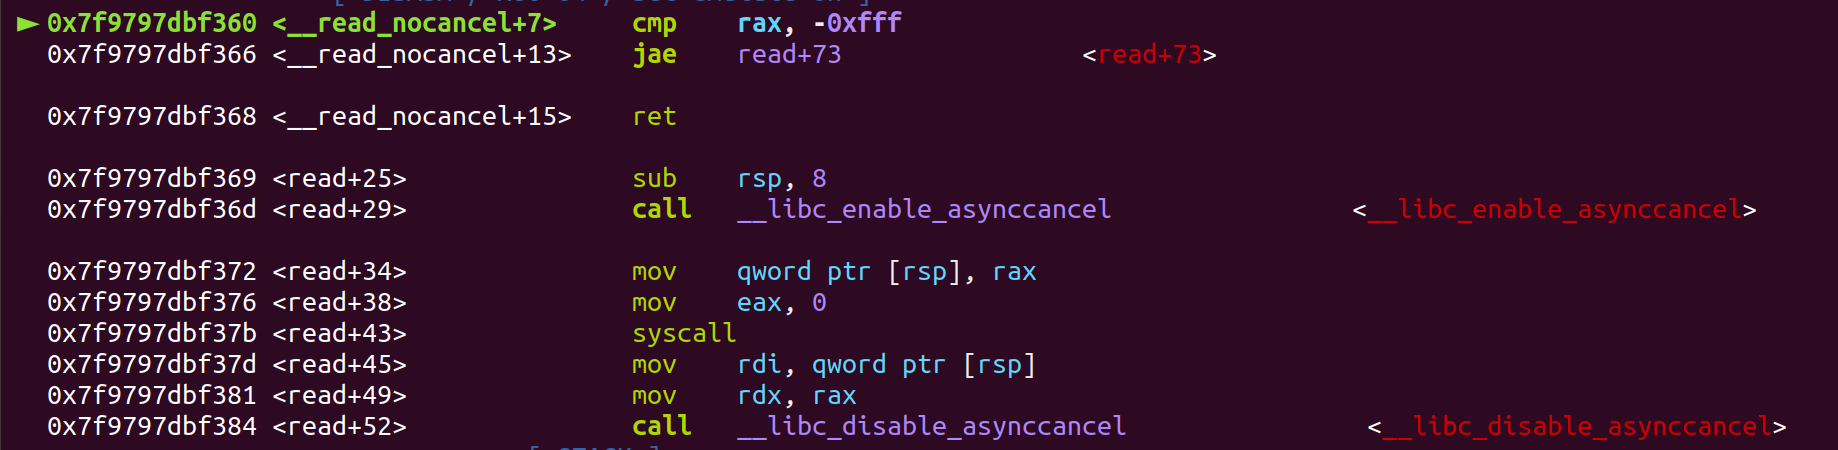 ► 0x7f9797dbf360 <__read_nocancel+7>     cmp    rax, -0xfff
0x7f9797dbf366 <__read_nocancel+13>    jae    read+73                <read+73>
0x7f9797dbf368 <__read_nocancel+15>    ret
0x7f9797dbf369 <read+25>               sub    rsp, 8
0x7f9797dbf36d <read+29>               call   __libc_enable_asynccancel                <__libc_enable_asynccancel>
0x7f9797dbf372 <read+34>               mov    qword ptr [rsp], rax
0x7f9797dbf376 <read+38>               mov    eax, 0
0x7f9797dbf37b <read+43>               syscall
0x7f9797dbf37d <read+45>               mov    rdi, qword ptr [rsp]
0x7f9797dbf381 <read+49>               mov    rdx, rax
0x7f9797dbf384 <read+52>               call   __libc_disable_asynccancel                <__libc_disable_asynccancel>